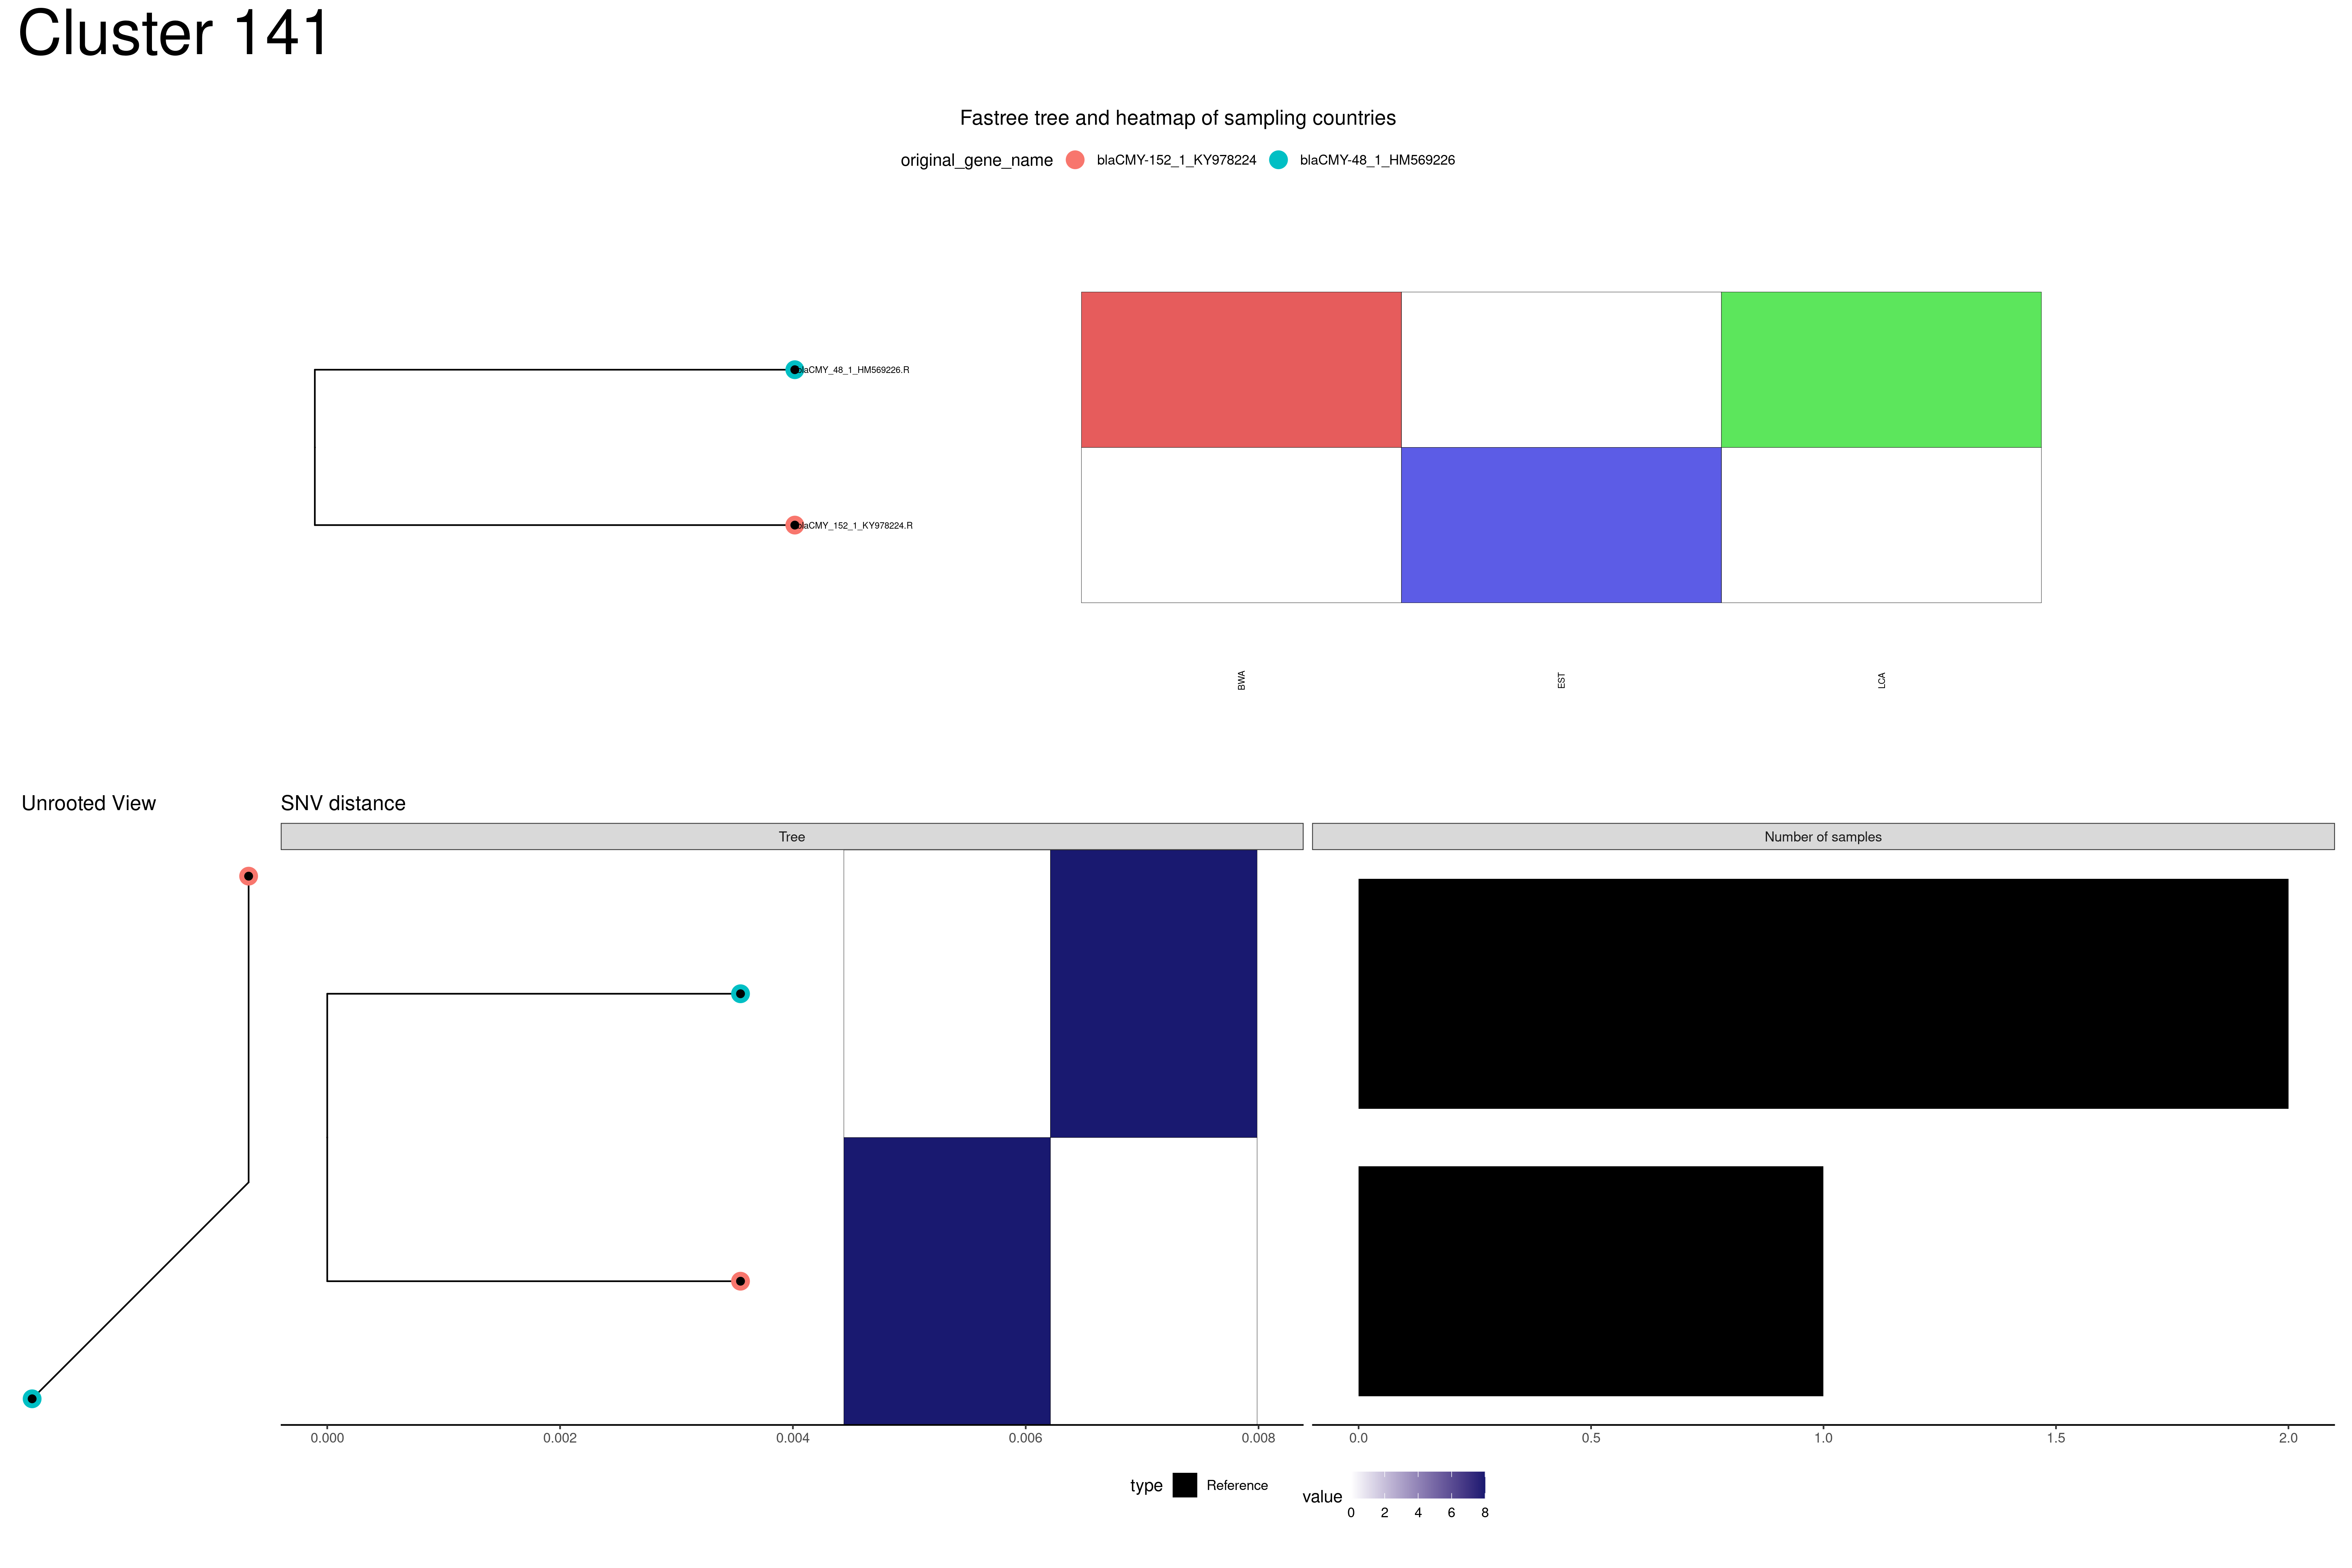 Cluster 141
Fastree tree and heatmap of sampling countries
original_gene_name blaCMY-152_1_KY978224 blaCMY-48_1_HM569226
blaCMY_48_1_HM569226.R
blaCMY_152_1_KY978224.R
BWA EST LCA
Unrooted View SNV distance
Tree Number of samples
0.000 0.002 0.004 0.006 0.008 0.0 0.5 1.0 1.5 2.0
type Reference value
0 2 4 6 8